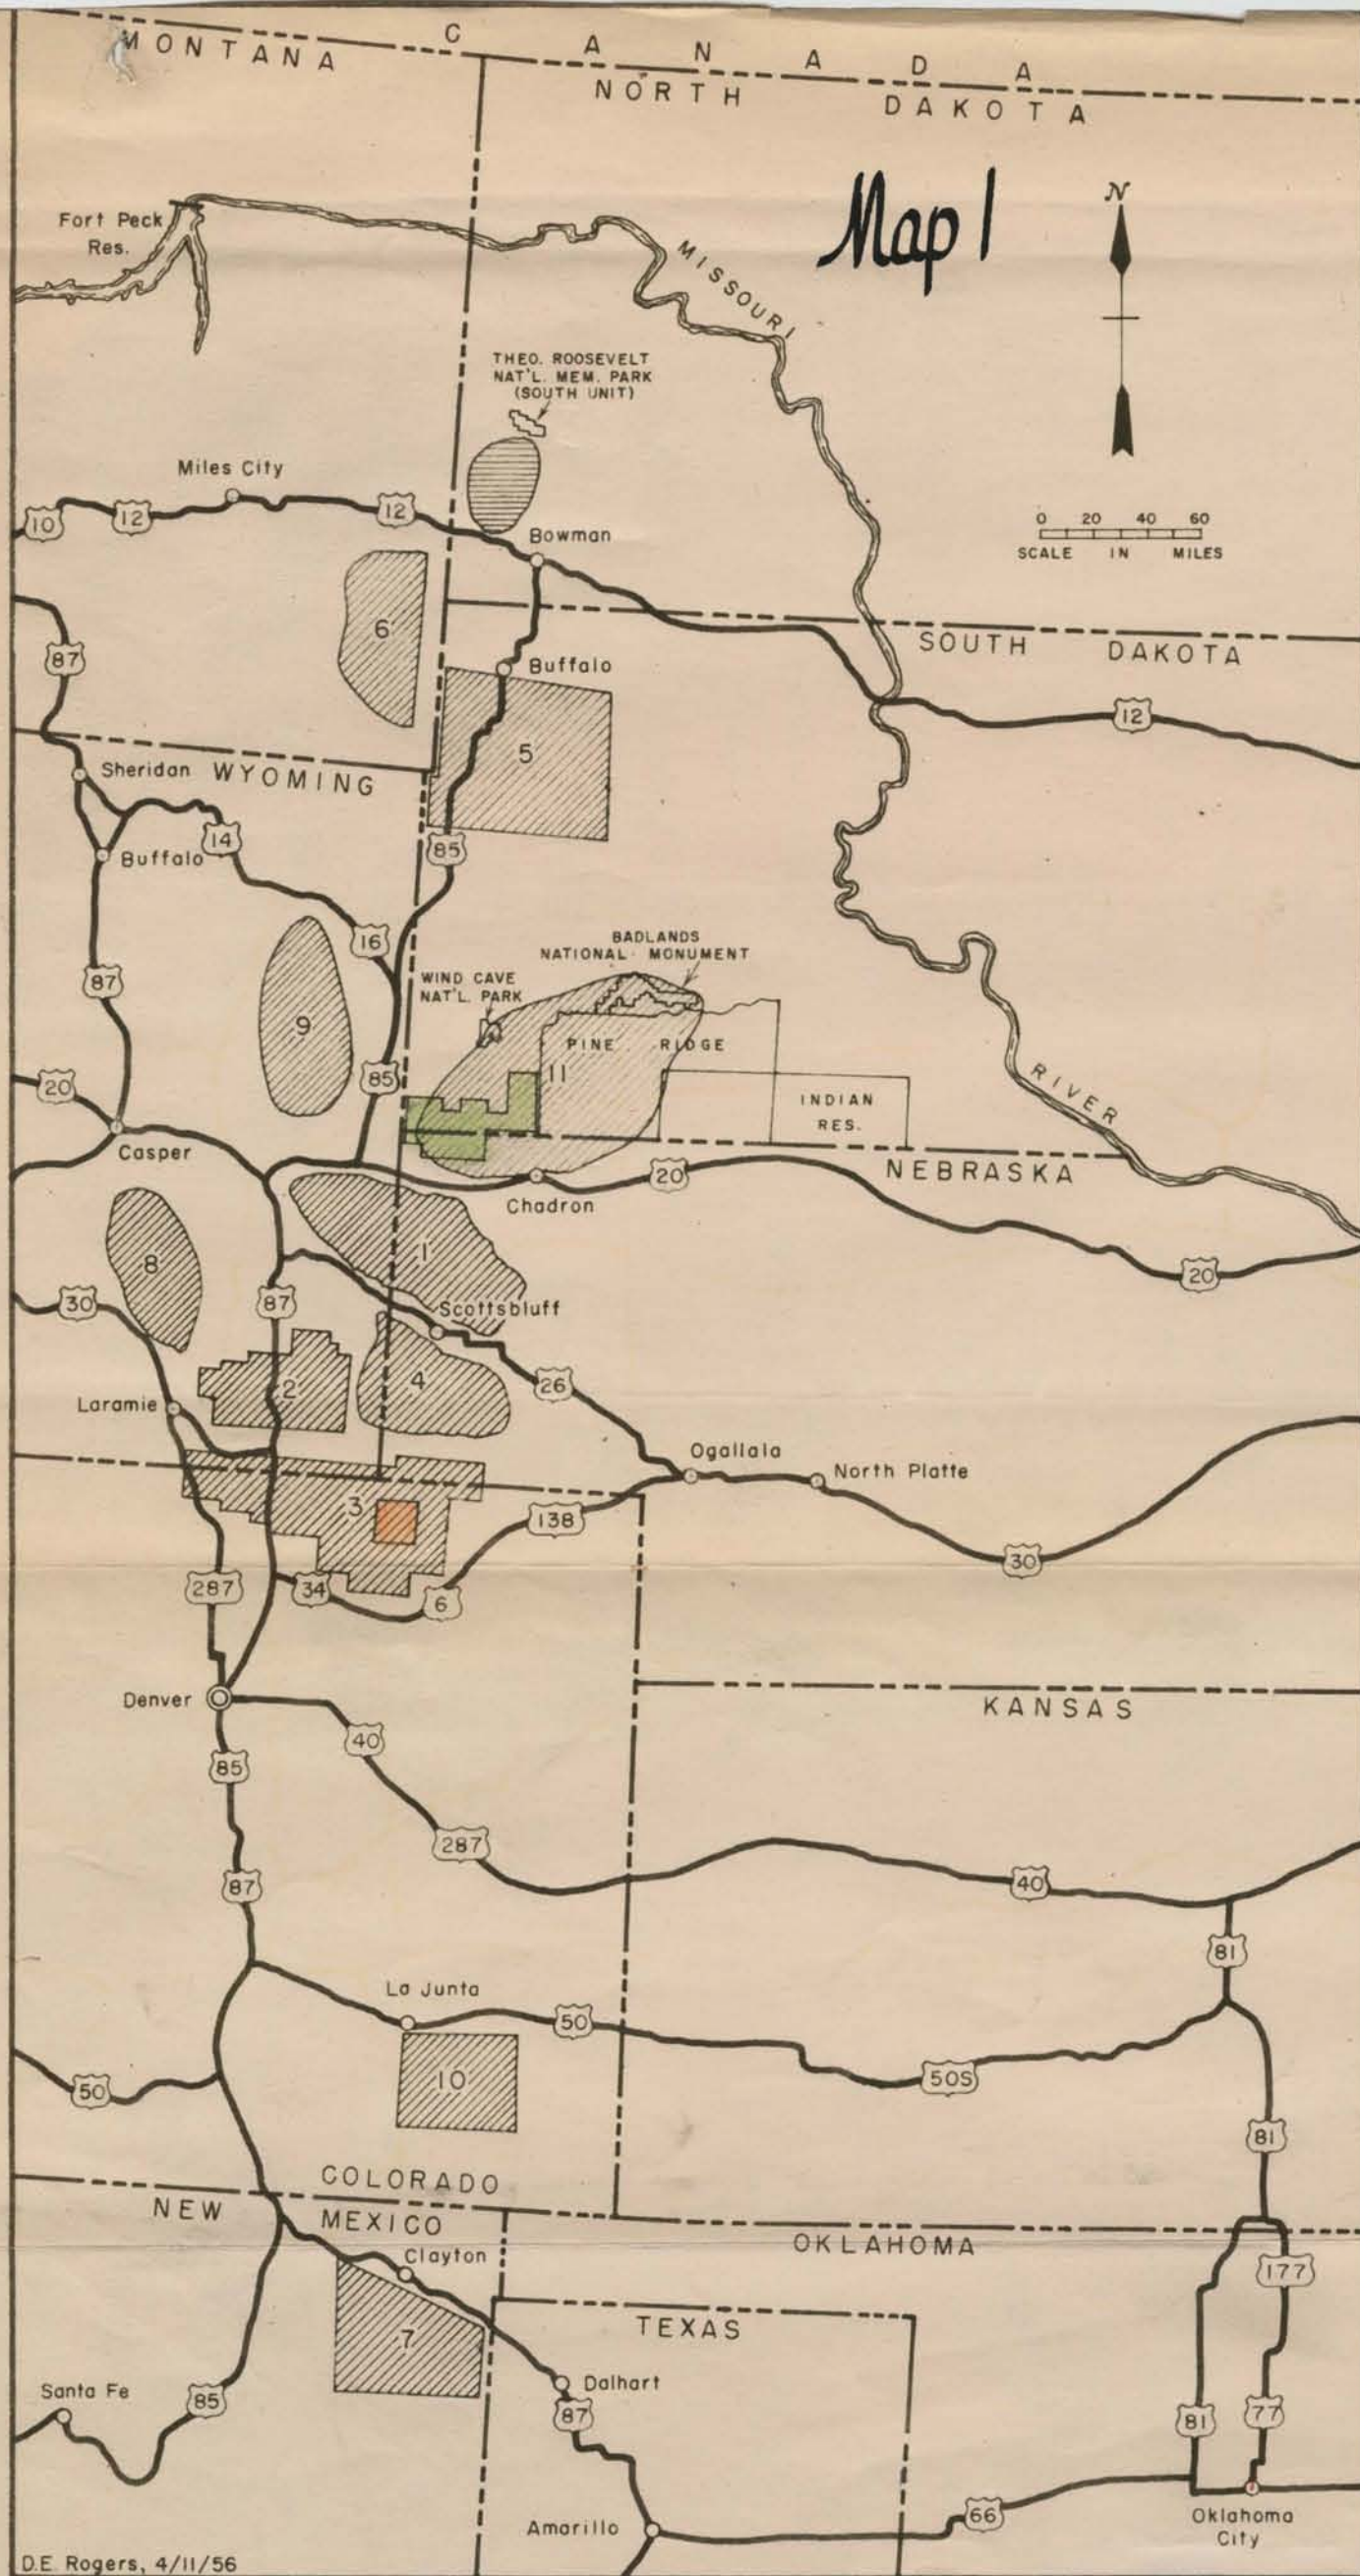 MONTANA
CANADA
NORTH DAKOTA
Map 1
N
Fort Peck
Res.
MISSOURI
THEO. ROOSEVELT
NAT'L. MEM. PARK
(SOUTH UNIT)
Miles City
10
12
12
Bowman
0 20 40 60
SCALE IN MILES
6
87
SOUTH DAKOTA
Buffalo
12
5
Sheridan
WYOMING
14
Buffalo
85
16
87
BADLANDS
NATIONAL MONUMENT
WIND CAVE
NAT'L. PARK
9
PINE RIDGE
11
85
20
INDIAN
RES.
RIVER
Casper
20
NEBRASKA
Chadron
1
8
20
30
87
Scottsbluff
2
4
26
Laramie
Ogallala
North Platte
3
138
30
287
34
6
Denver
KANSAS
40
85
287
87
40
81
La Junta
50
50
10
50S
81
COLORADO
NEW MEXICO
OKLAHOMA
Clayton
177
TEXAS
7
Dalhart
Santa Fe
85
87
81
77
66
Amarillo
Oklahoma
City
D.E. Rogers, 4/11/56